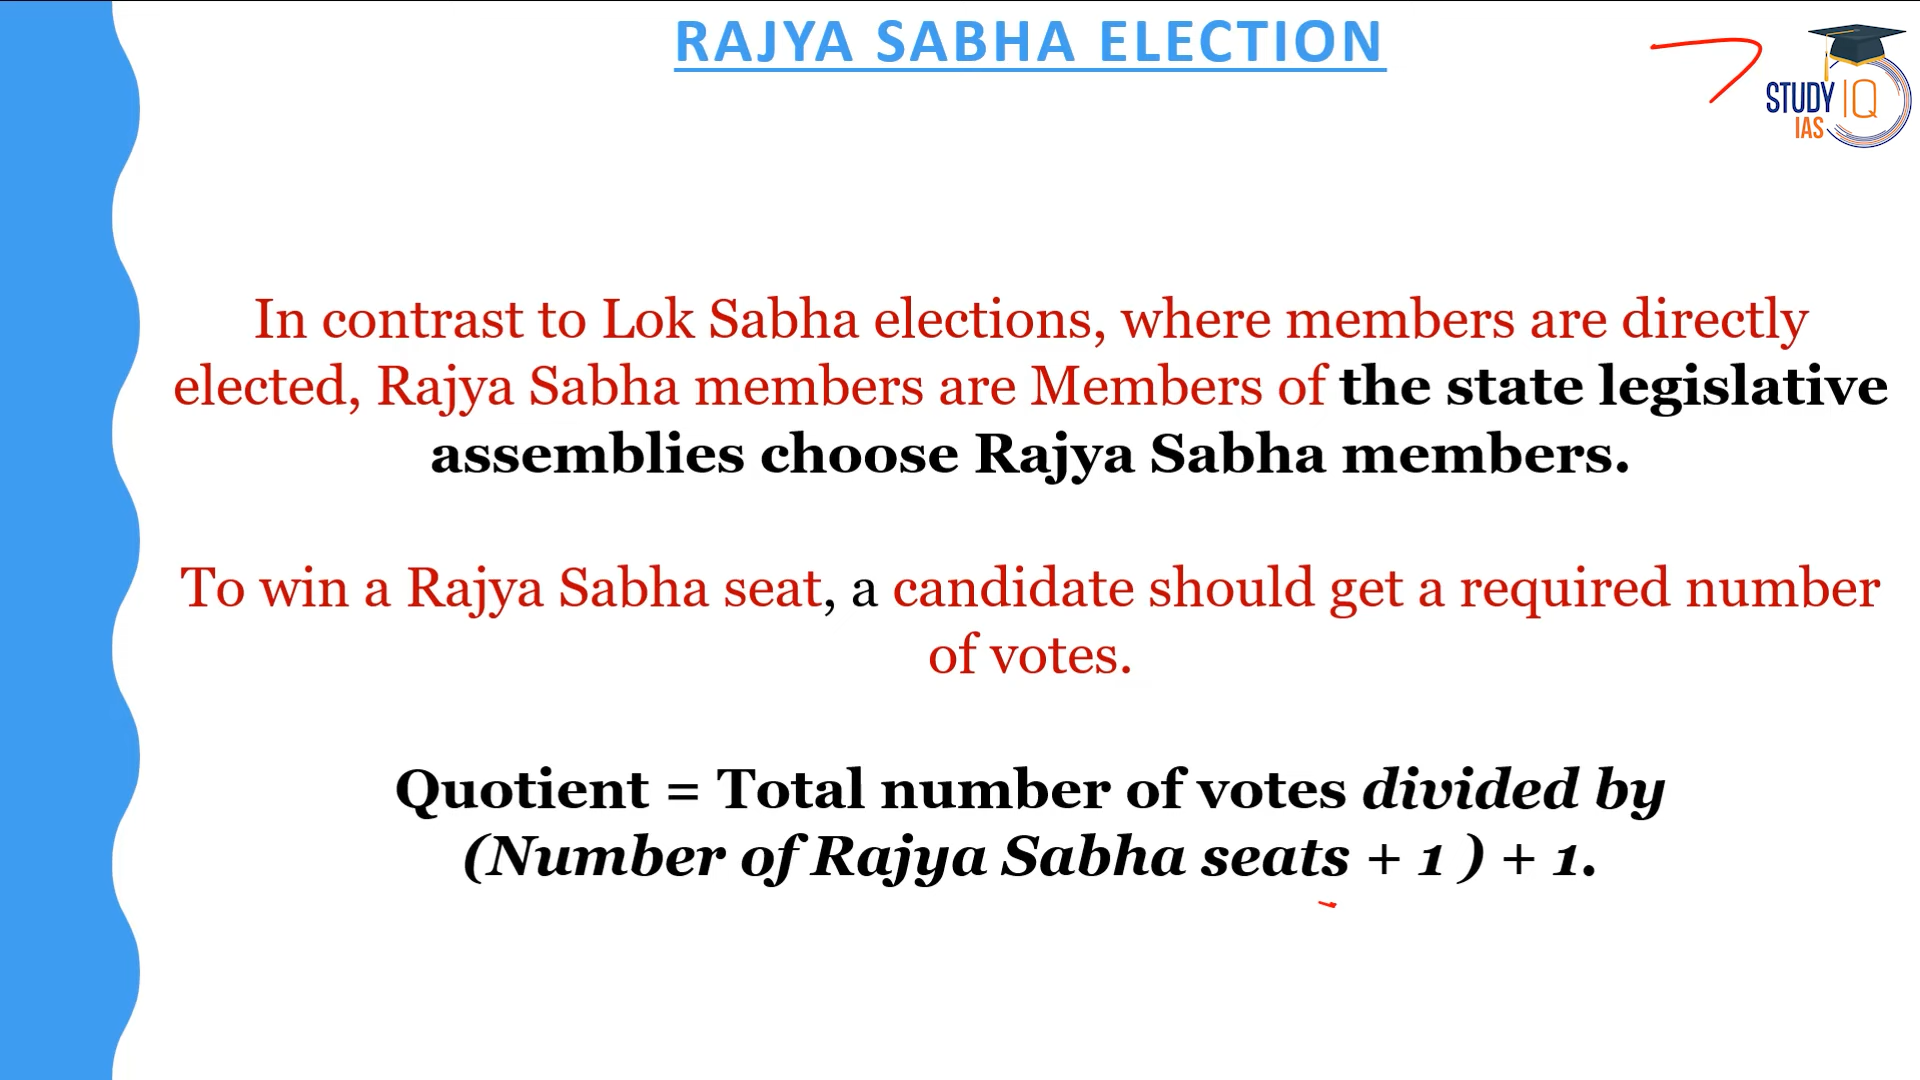 RAJYA SABHA ELECTION
STUDY IQ
IAS
In contrast to Lok Sabha elections, where members are directly
elected, Rajya Sabha members are Members of the state legislative
assemblies choose Rajya Sabha members.
To win a Rajya Sabha seat, a candidate should get a required number
of votes.
Quotient = Total number of votes divided by
(Number of Rajya Sabha seats + 1 ) + 1.